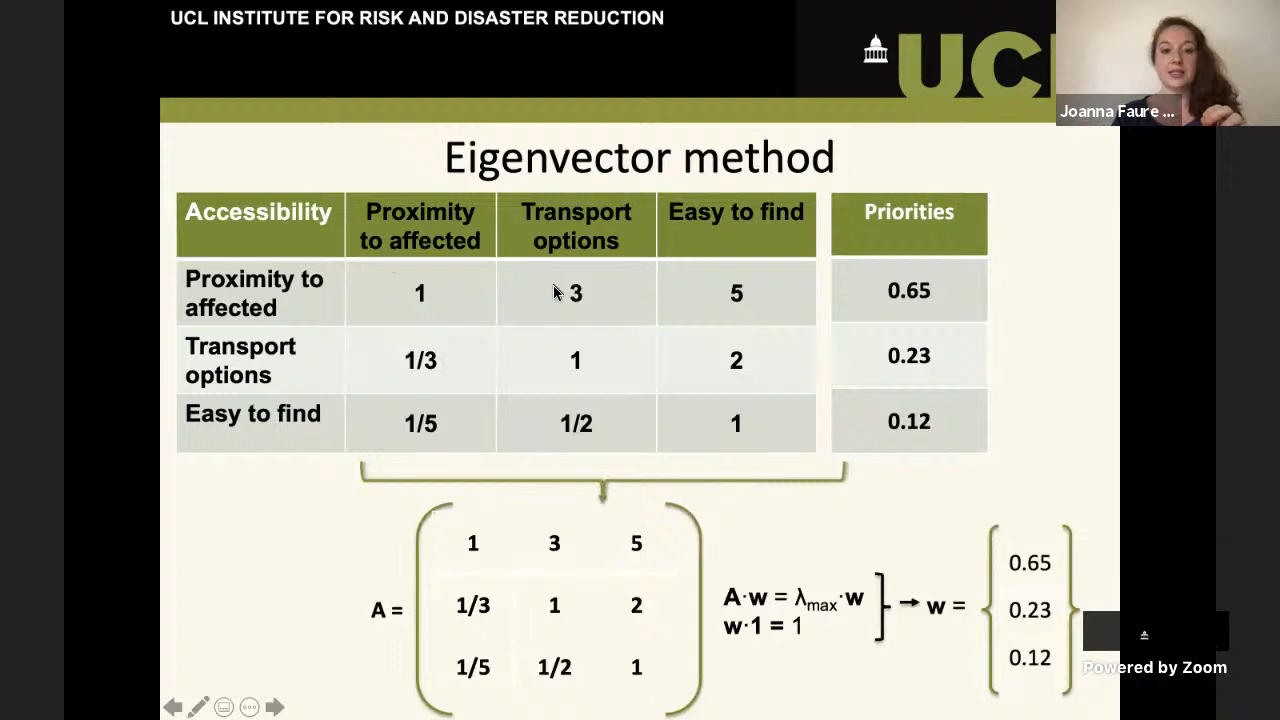 UCL INSTITUTE FOR RISK AND DISASTER REDUCTION
UCL
Joanna Faure ...
Eigenvector method
Accessibility Proximity to affected Transport options Easy to find Priorities
Proximity to affected 1 3 5 0.65
Transport options 1/3 1 2 0.23
Easy to find 1/5 1/2 1 0.12
1 3 5
A = 1/3 1 2
1/5 1/2 1
A·w = λmax·w
w·1 = 1
w =
0.65
0.23
0.12
Powered by Zoom